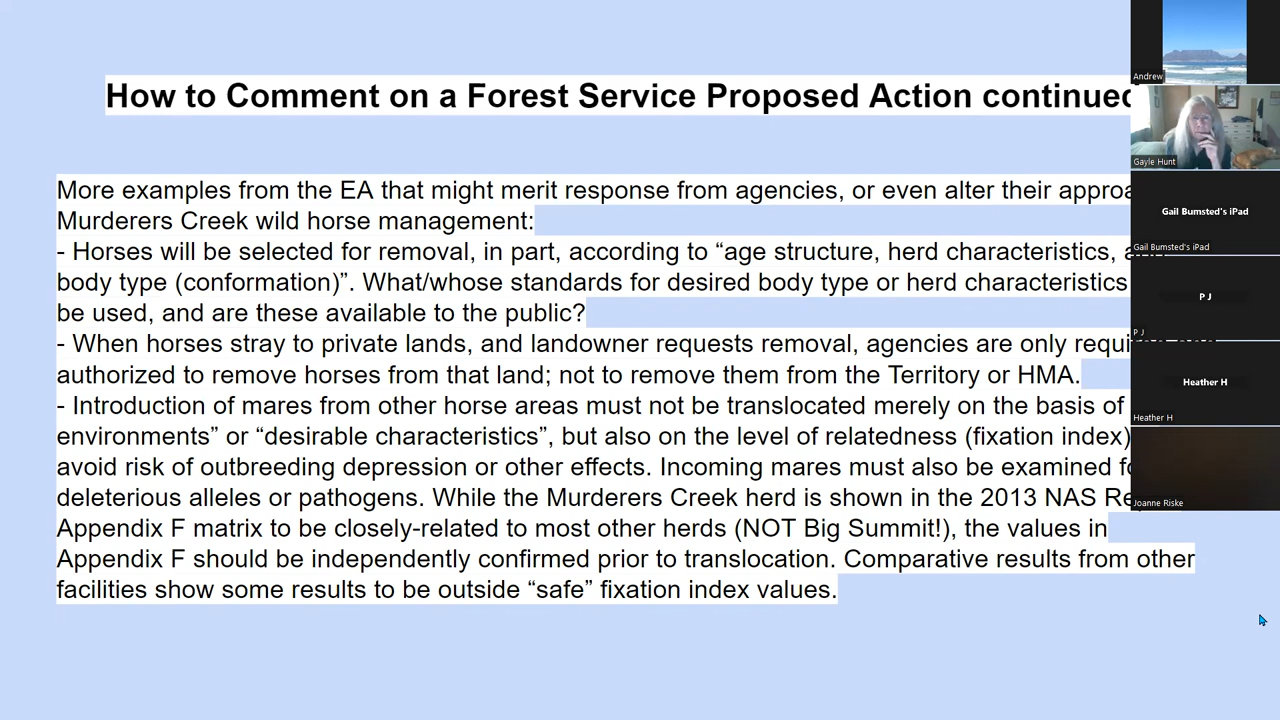 How to Comment on a Forest Service Proposed Action continued
More examples from the EA that might merit response from agencies, or even alter their
Murderers Creek wild horse management:
- Horses will be selected for removal, in part, according to “age structure, herd characteristics,
body type (conformation)”. What/whose standards for desired body type or herd characteristics
be used, and are these available to the public?
- When horses stray to private lands, and landowner requests removal, agencies are only
authorized to remove horses from that land; not to remove them from the Territory or HMA.
- Introduction of mares from other horse areas must not be translocated merely on the basis of
environments” or “desirable characteristics”, but also on the level of relatedness (fixation index)
avoid risk of outbreeding depression or other effects. Incoming mares must also be examined
deleterious alleles or pathogens. While the Murderers Creek herd is shown in the 2013 NAS
Appendix F matrix to be closely-related to most other herds (NOT Big Summit!), the values in
Appendix F should be independently confirmed prior to translocation. Comparative results from other
facilities show some results to be outside “safe” fixation index values.
Andrew
Gayle Hunt
Gail Bumsted's iPad
Gail Bumsted's iPad
P J
P J
Heather H
Heather H
Joanne Riske